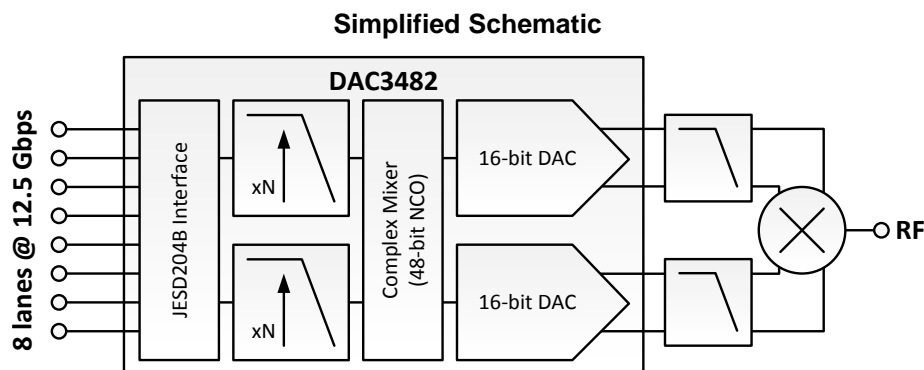 Simplified Schematic
DAC3482
8 lanes @ 12.5 Gbps
JESD204B Interface
xN
xN
Complex Mixer
(48-bit NCO)
16-bit DAC
16-bit DAC
RF